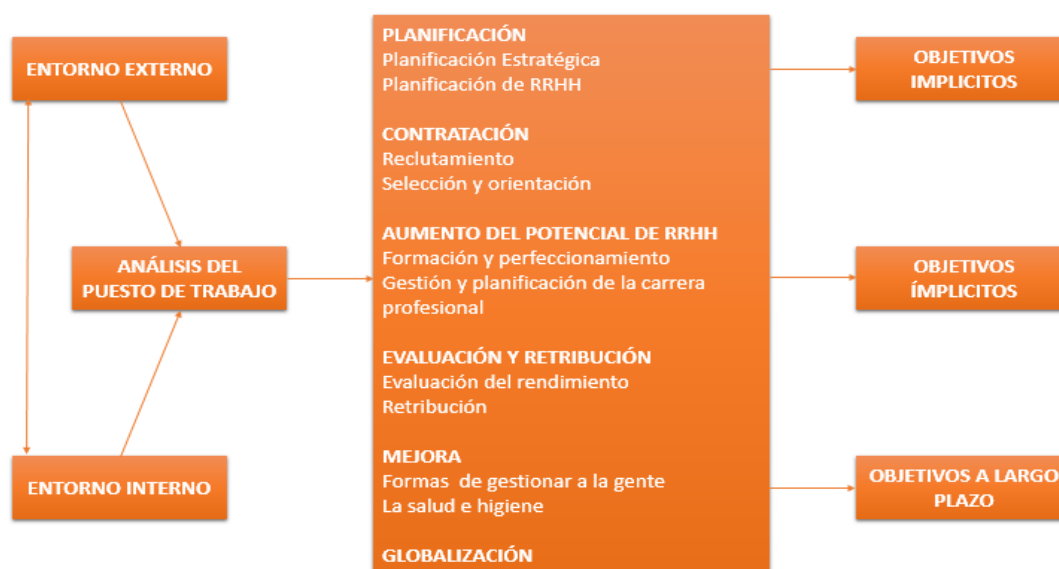 ENTORNO EXTERNO
ANÁLISIS DEL
PUESTO DE TRABAJO
ENTORNO INTERNO
PLANIFICACIÓN
Planificación Estratégica
Planificación de RRHH
CONTRATACIÓN
Reclutamiento
Selección y orientación
AUMENTO DEL POTENCIAL DE RRHH
Formación y perfeccionamiento
Gestión y planificación de la carrera
profesional
EVALUACIÓN Y RETRIBUCIÓN
Evaluación del rendimiento
Retribución
MEJORA
Formas de gestionar a la gente
La salud e higiene
GLOBALIZACIÓN
OBJETIVOS
IMPLICITOS
OBJETIVOS
ÍMPLICITOS
OBJETIVOS A LARGO
PLAZO